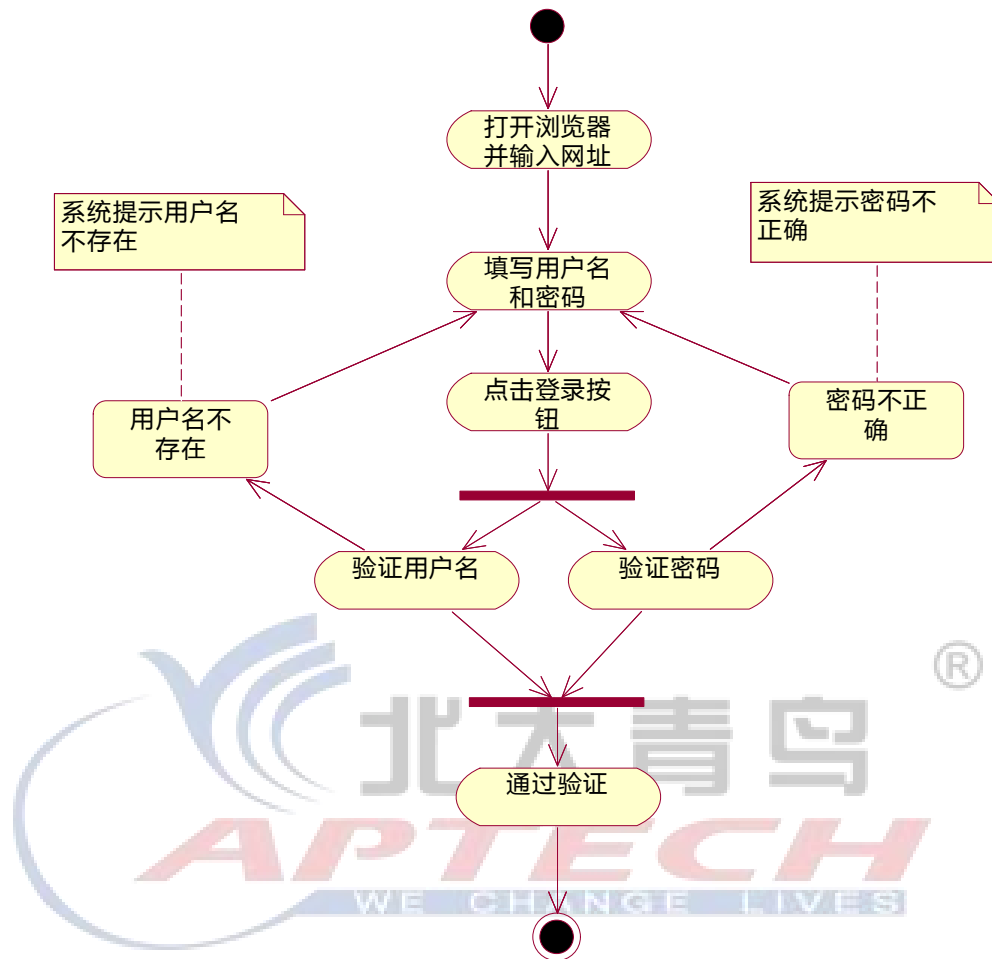 打开浏览器
并输入网址
系统提示用户名
不存在
系统提示密码不
正确
填写用户名
和密码
点击登录按
钮
用户名不
存在
密码不正
确
验证用户名
验证密码
®
北大青鸟
通过验证
APTECH
WE CHANGE LIVES